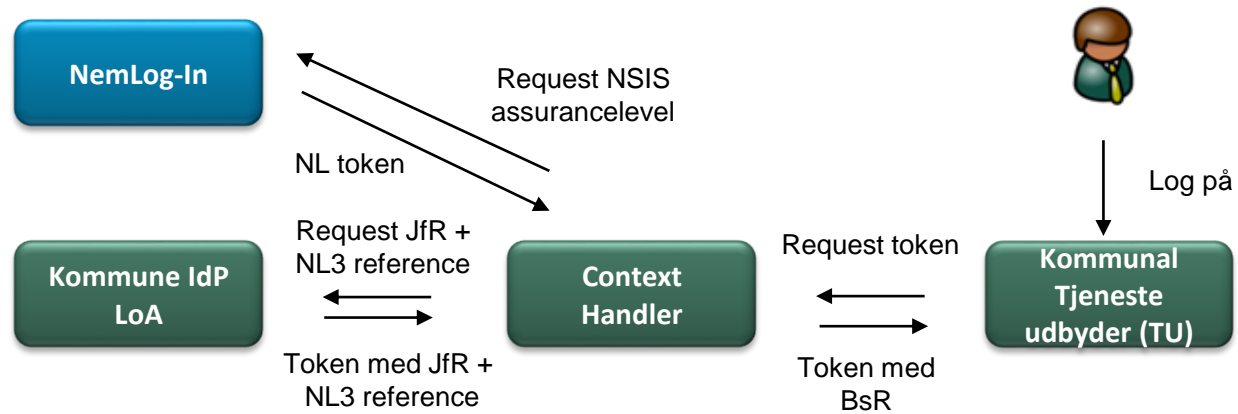 NemLog-In
Request NSIS
assurancelevel
NL token
Log på
Request JfR +
NL3 reference
Request token
Kommune IdP
LoA
Context
Handler
Kommunal
Tjeneste
udbyder (TU)
Token med JfR +
NL3 reference
Token med
BsR